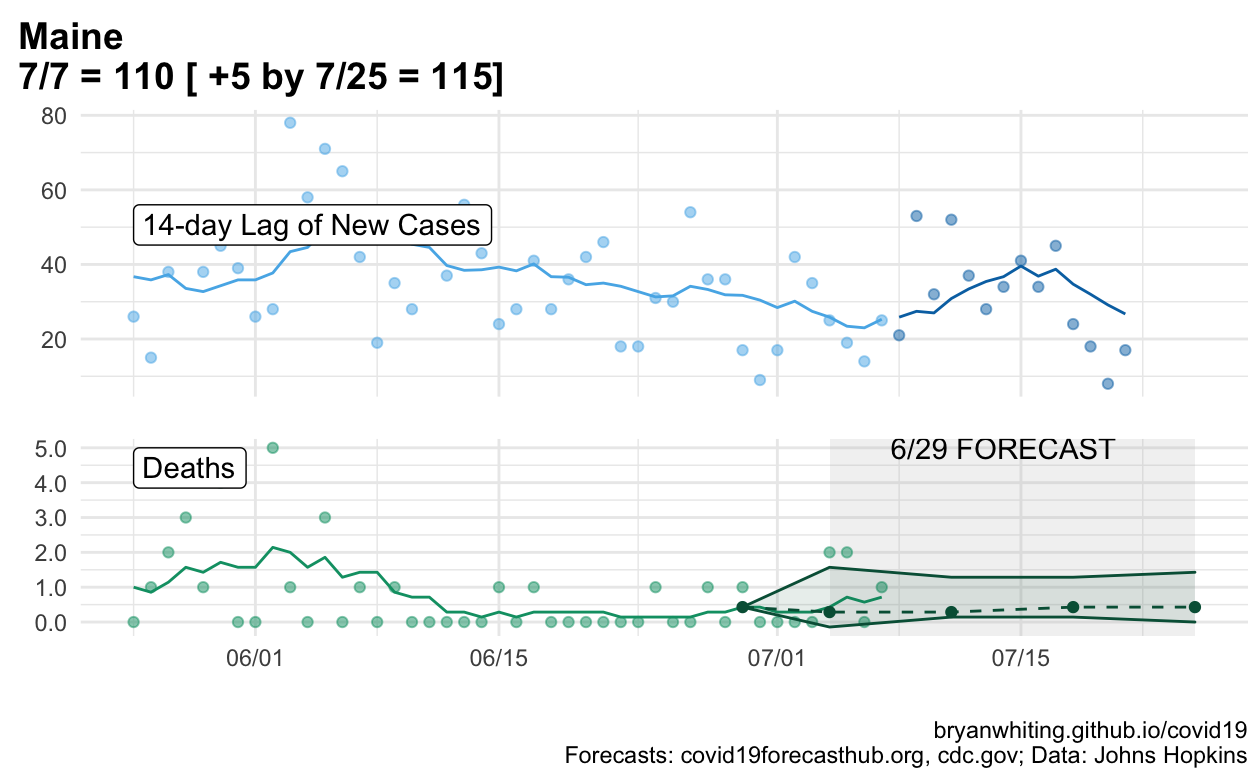 Maine
7/7 = 110 [ +5 by 7/25 = 115]
80
60
14-day Lag of New Cases
40
20
5.0
6/29 FORECAST
Deaths
4.0
3.0
2.0
1.0
0.0
06/01
06/15
07/01
07/15
bryanwhiting.github.io/covid19
Forecasts: covid19forecasthub.org, cdc.gov; Data: Johns Hopkins